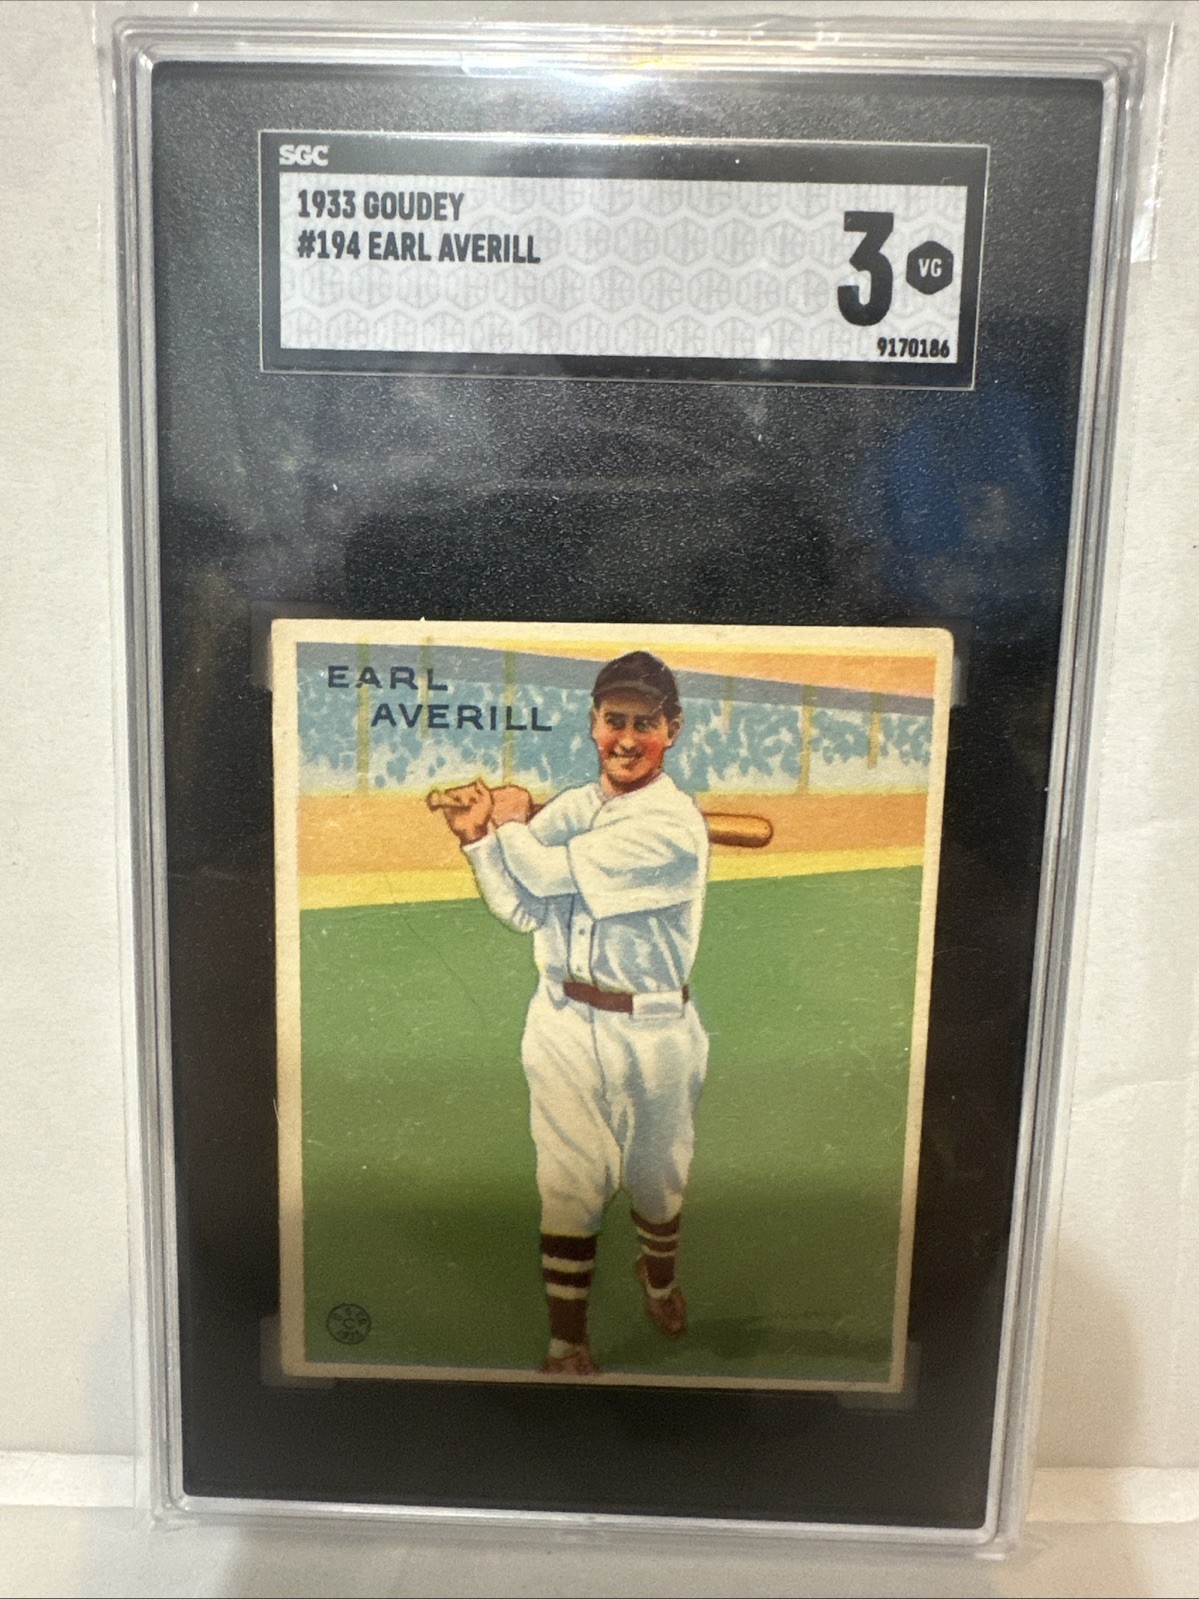 SGC
1933 GOUDEY
#194 EARL AVERILL
3
VG
9170186
EARL
AVERILL
C